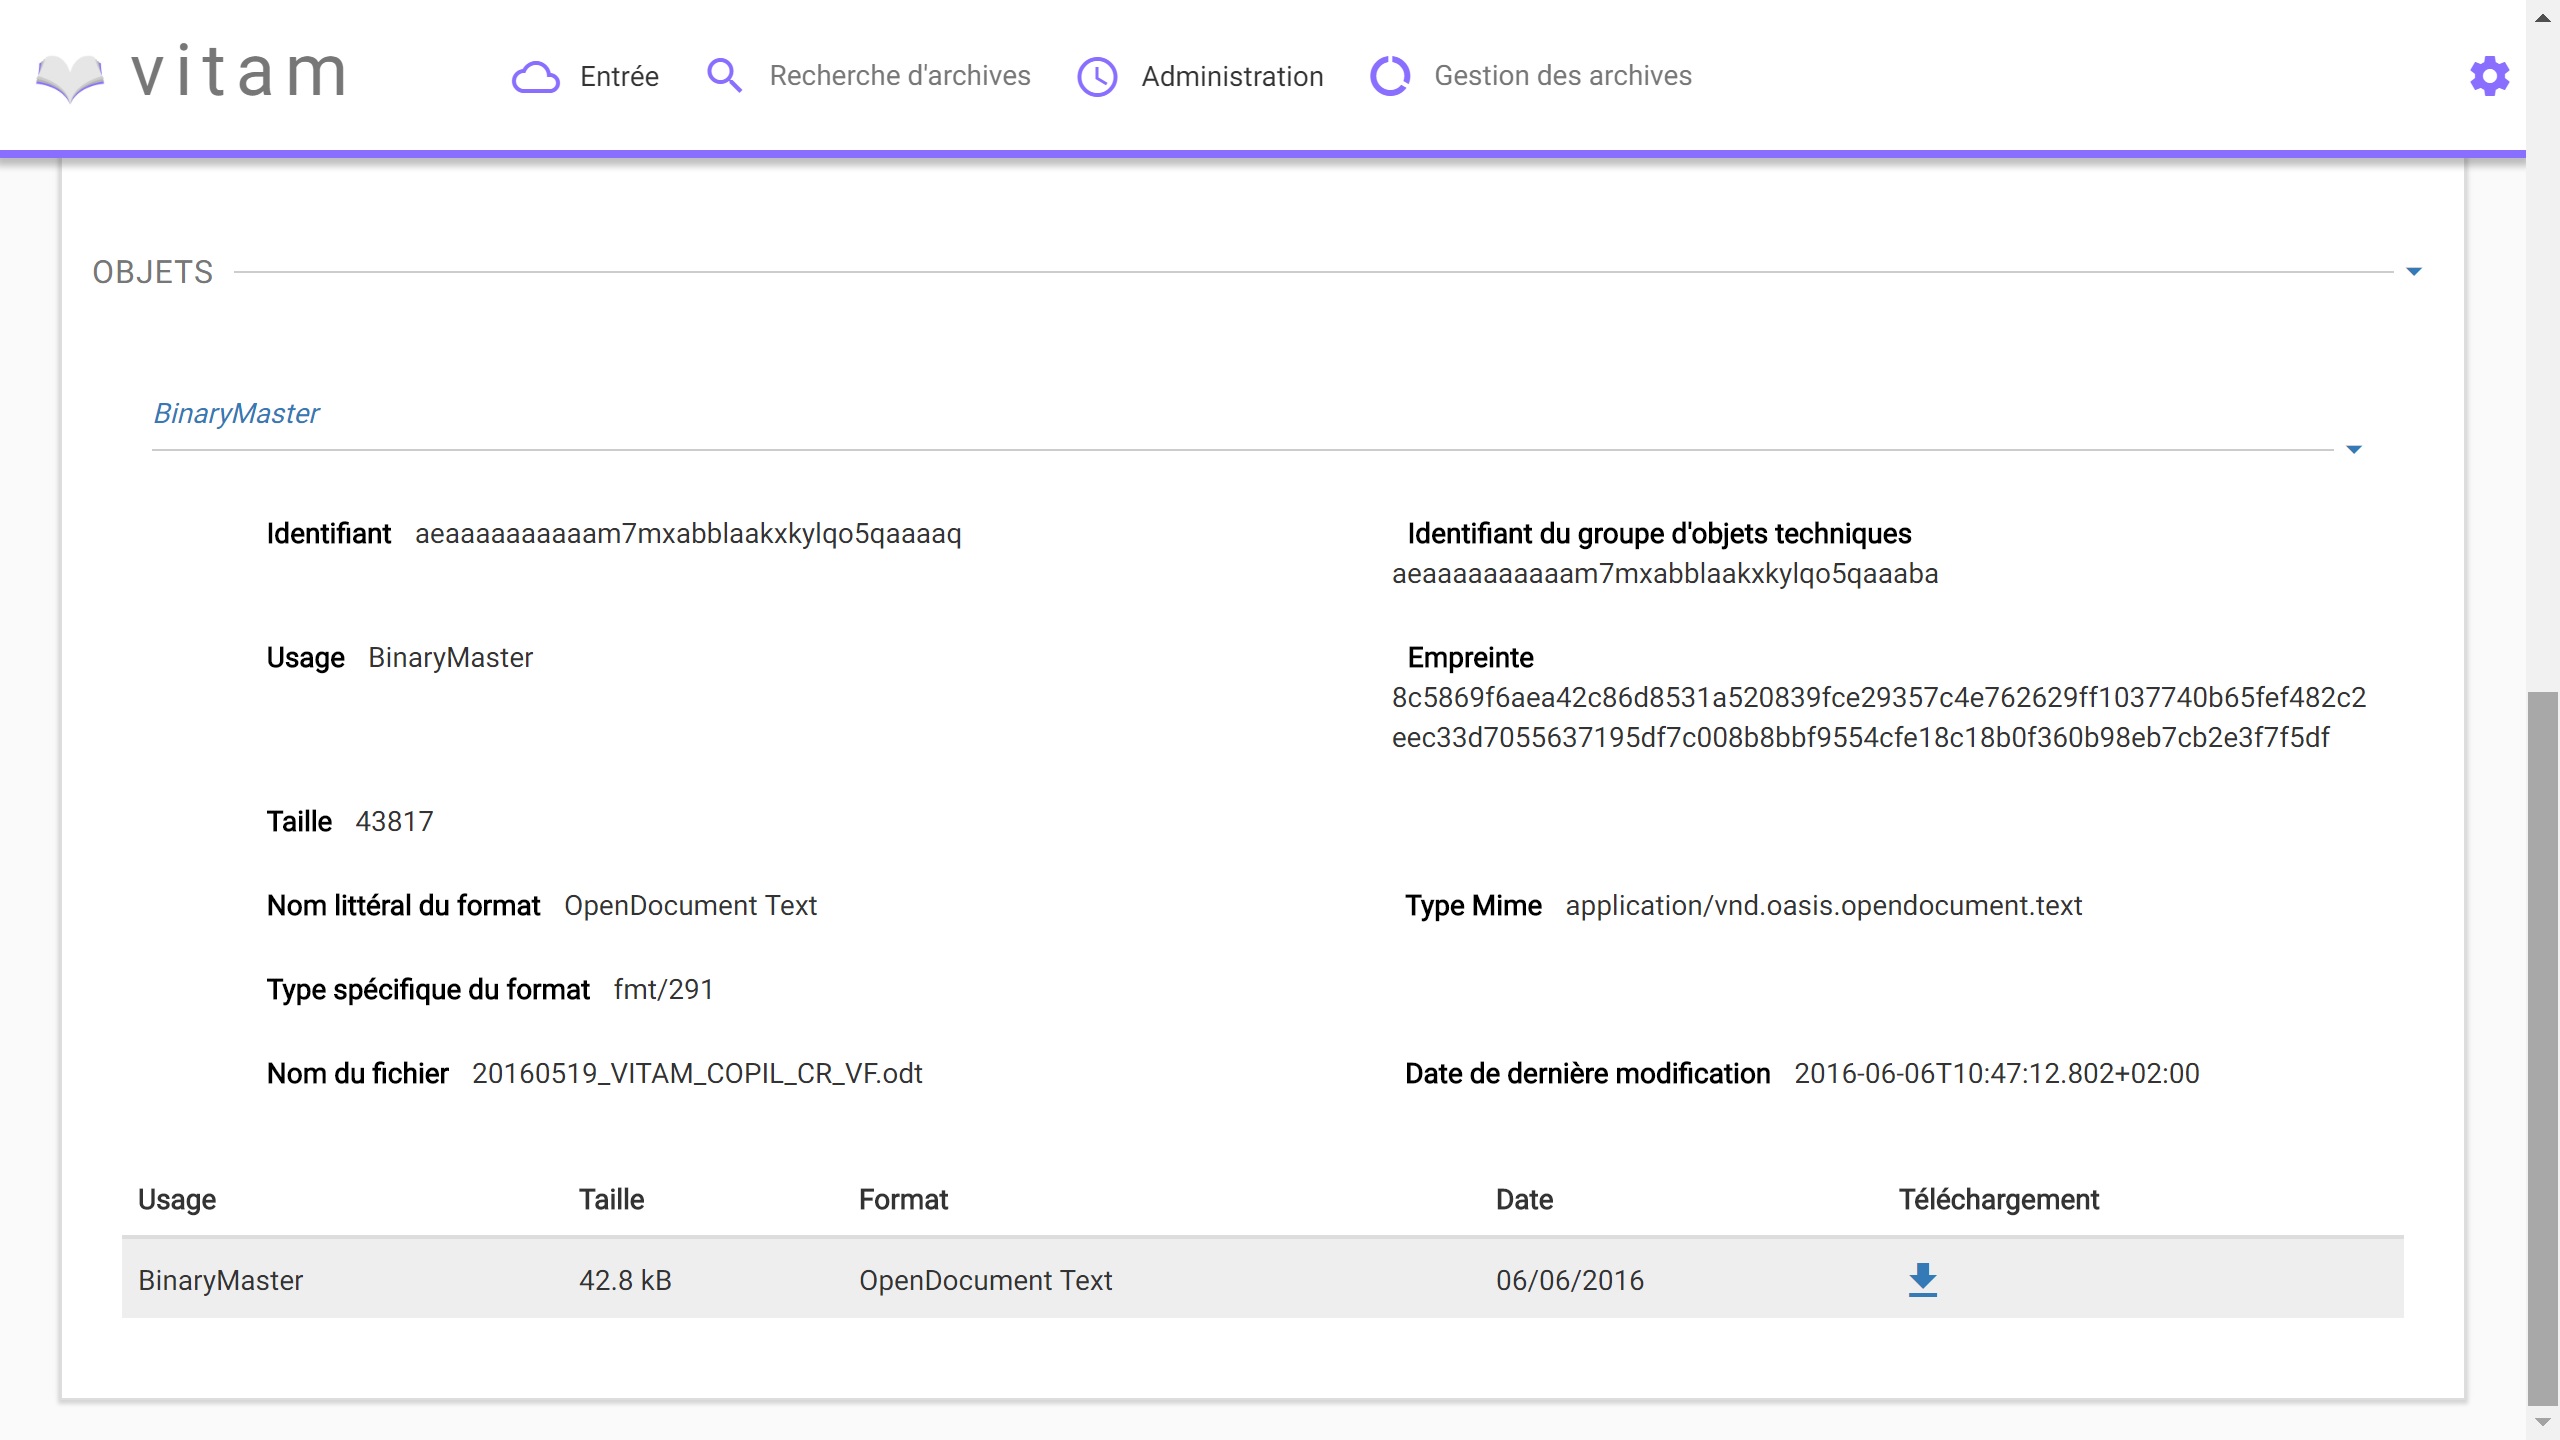 vitam
Entrée
Recherche d'archives
Administration
Gestion des archives
OBJETS
BinaryMaster
Identifiant aeaaaaaaaaaam7mxabblaakxkylqo5qaaaaq
Identifiant du groupe d'objets techniques
aeaaaaaaaaaam7mxabblaakxkylqo5qaaaba
Usage BinaryMaster
Empreinte
8c5869f6aea42c86d8531a520839fce29357c4e762629ff1037740b65fef482c2
eec33d7055637195df7c008b8bbf9554cfe18c18b0f360b98eb7cb2e3f7f5df
Taille 43817
Nom littéral du format OpenDocument Text
Type Mime application/vnd.oasis.opendocument.text
Type spécifique du format fmt/291
Nom du fichier 20160519_VITAM_COPIL_CR_VF.odt
Date de dernière modification 2016-06-06T10:47:12.802+02:00
Usage Taille Format Date Téléchargement
BinaryMaster 42.8 kB OpenDocument Text 06/06/2016